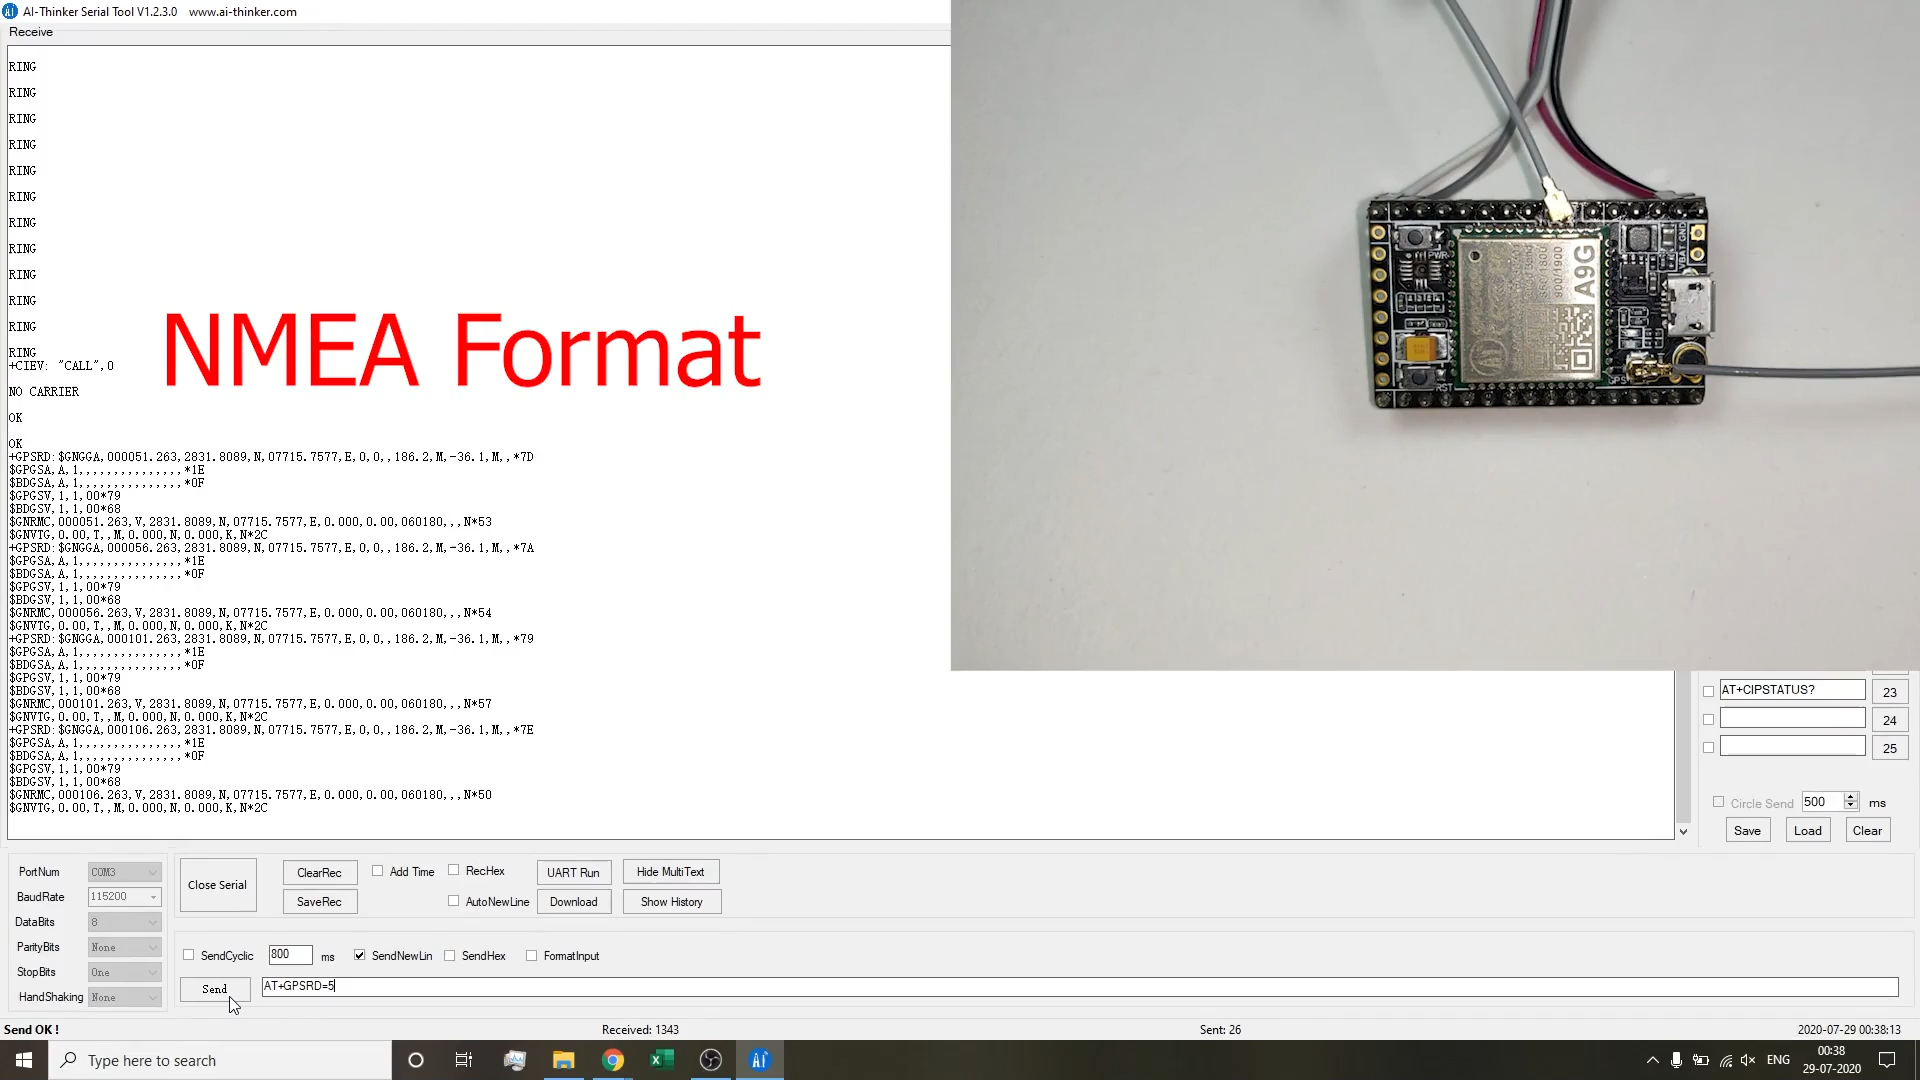 AI-Thinker Serial Tool V1.2.3.0 www.ai-thinker.com
Receive
RING
RING
RING
RING
RING
RING
RING
RING
RING
RING
RING
RING
+CIEV: "CALL",0
NMEA Format
NO CARRIER
OK
OK
+GPSRD:$GNGGA,000051.263,2831.8089,N,07715.7577,E,0,0,,186.2,M,-36.1,M,,*7D
$GPGSA,A,1,,,,,,,,,,,,,,,*1E
$BDGSA,A,1,,,,,,,,,,,,,,,*0F
$GPGSV,1,1,00*79
$BDGSV,1,1,00*68
$GNRMC,000051.263,V,2831.8089,N,07715.7577,E,0.000,0.00,060180,,,N*53
$GNVTG,0.00,T,,M,0.000,N,0.000,K,N*2C
+GPSRD:$GNGGA,000056.263,2831.8089,N,07715.7577,E,0,0,,186.2,M,-36.1,M,,*7A
$GPGSA,A,1,,,,,,,,,,,,,,,*1E
$BDGSA,A,1,,,,,,,,,,,,,,,*0F
$GPGSV,1,1,00*79
$BDGSV,1,1,00*68
$GNRMC,000056.263,V,2831.8089,N,07715.7577,E,0.000,0.00,060180,,,N*54
$GNVTG,0.00,T,,M,0.000,N,0.000,K,N*2C
+GPSRD:$GNGGA,000101.263,2831.8089,N,07715.7577,E,0,0,,186.2,M,-36.1,M,,*79
$GPGSA,A,1,,,,,,,,,,,,,,,*1E
$BDGSA,A,1,,,,,,,,,,,,,,,*0F
$GPGSV,1,1,00*79
$BDGSV,1,1,00*68
$GNRMC,000101.263,V,2831.8089,N,07715.7577,E,0.000,0.00,060180,,,N*57
$GNVTG,0.00,T,,M,0.000,N,0.000,K,N*2C
+GPSRD:$GNGGA,000106.263,2831.8089,N,07715.7577,E,0,0,,186.2,M,-36.1,M,,*7E
$GPGSA,A,1,,,,,,,,,,,,,,,*1E
$BDGSA,A,1,,,,,,,,,,,,,,,*0F
$GPGSV,1,1,00*79
$BDGSV,1,1,00*68
$GNRMC,000106.263,V,2831.8089,N,07715.7577,E,0.000,0.00,060180,,,N*50
$GNVTG,0.00,T,,M,0.000,N,0.000,K,N*2C
PWR
A9G
900/1900
VBAT GND
GPS
RST
AT+CIPSTATUS? 23
24
25
Circle Send 500 ms
Save Load Clear
PortNum COM3
BaudRate 115200
DataBits 8
ParityBits None
StopBits One
HandShaking None
Close Serial
ClearRec Add Time RecHex UART Run Hide MultiText
SaveRec AutoNewLine Download Show History
SendCyclic 800 ms SendNewLin SendHex FormatInput
Send AT+GPSRD=5
Send OK ! Received: 1343 Sent: 26 2020-07-29 00:38:13
Type here to search
ENG
00:38
29-07-2020